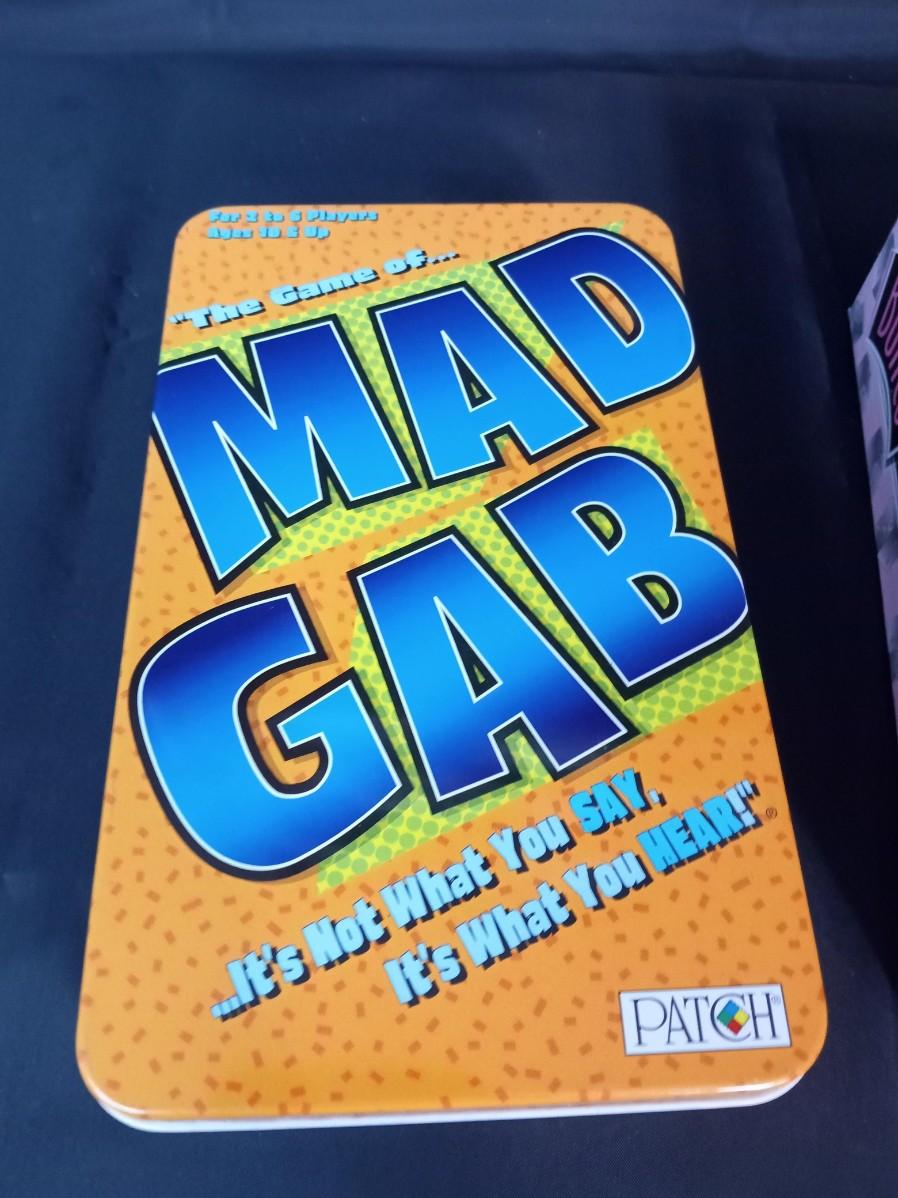 For 2 to 6 Players
Ages 10 & Up
"The Game of...
MAD
GAB
...It's Not What You SAY,
It's What You HEAR!"®
PATCH®